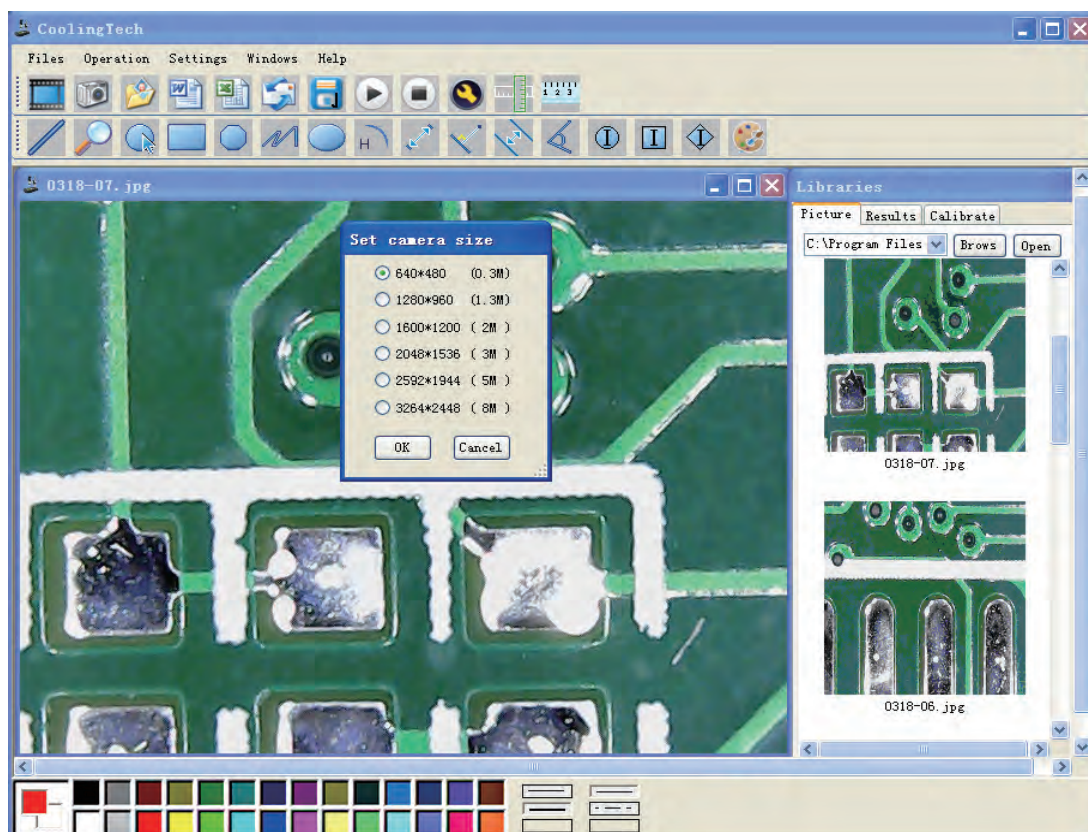 CoolingTech
Files Operation Settings Windows Help
1 2 3
H
I I I
0318-07.jpg
Libraries
Picture Results Calibrate
C:\Program Files Brows Open
Set camera size
640*480 (0.3M)
1280*960 (1.3M)
1600*1200 ( 2M )
2048*1536 ( 3M )
2592*1944 ( 5M )
3264*2448 ( 8M )
OK Cancel
0318-07.jpg
0318-06.jpg